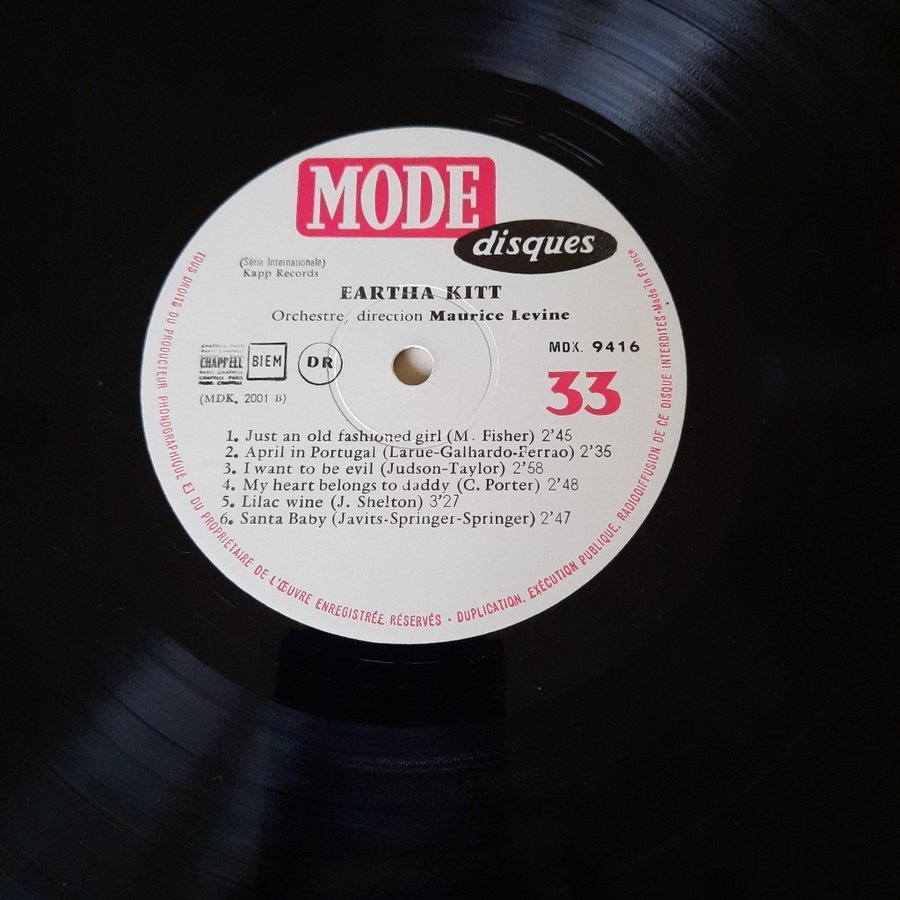 MODE
disques
(Série Internationale)
Kapp Records
EARTHA KITT
Orchestre, direction Maurice Levine
CHAPPELL
BIEM
DR
MDK. 9416
(MDK. 2001 B)
33
1. Just an old fashioned girl (M. Fisher) 2'45
2. April in Portugal (Larue-Galhardo-Ferrao) 2'35
3. I want to be evil (Judson-Taylor) 2'58
4. My heart belongs to daddy (C. Porter) 2'48
5. Lilac wine (J. Shelton) 3'27
6. Santa Baby (Javits-Springer-Springer) 2'47
TOUS DROITS DU PRODUCTEUR PHONOGRAPHIQUE ET DU PROPRIÉTAIRE DE L'ŒUVRE ENREGISTRÉE RÉSERVÉS - DUPLICATION, EXÉCUTION PUBLIQUE, RADIODIFFUSION DE CE DISQUE INTERDITES • Made in France